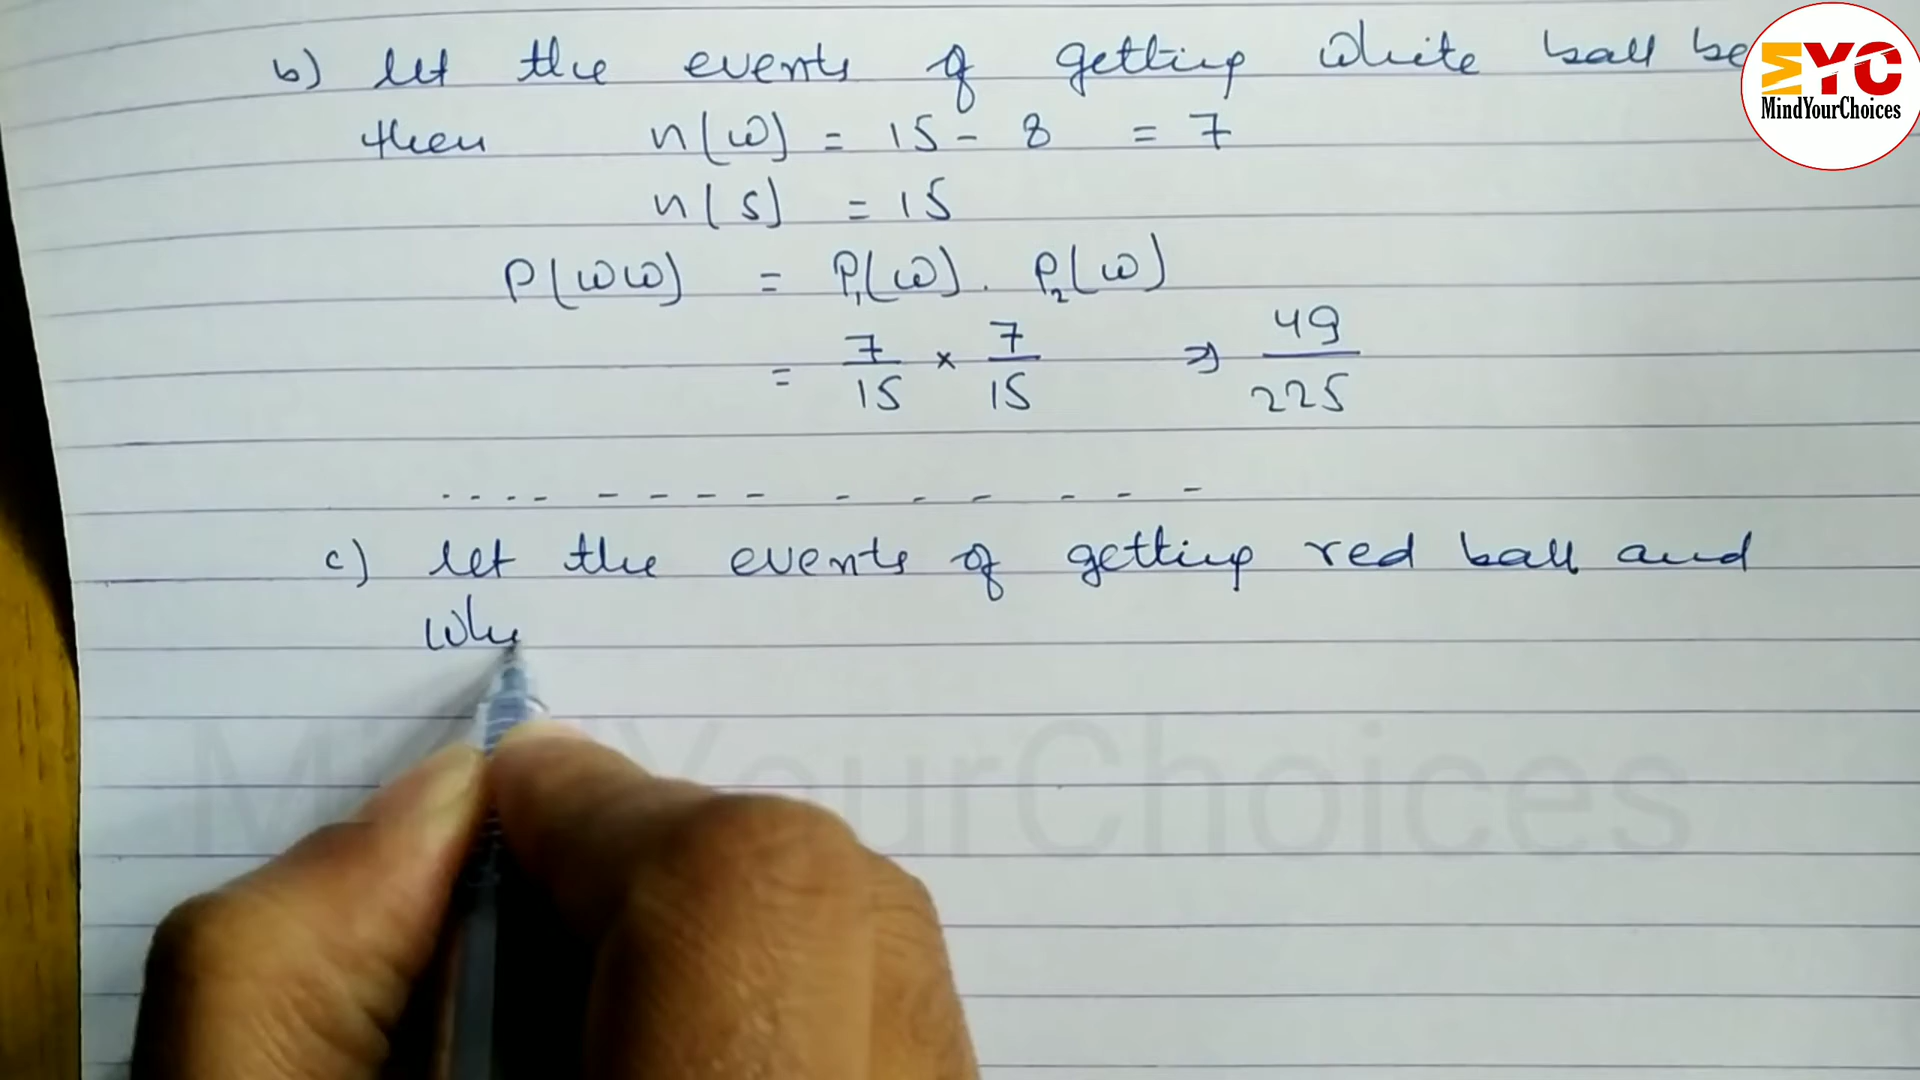 b) let the events of getting white ball be
then n(w) = 15 - 8 = 7
n(s) = 15
P(ww) = P₁(w) . P₂(w)
= 7/15 × 7/15 ⇒ 49/225
c) let the events of getting red ball and
MYC
MindYourChoices
MindYourChoices